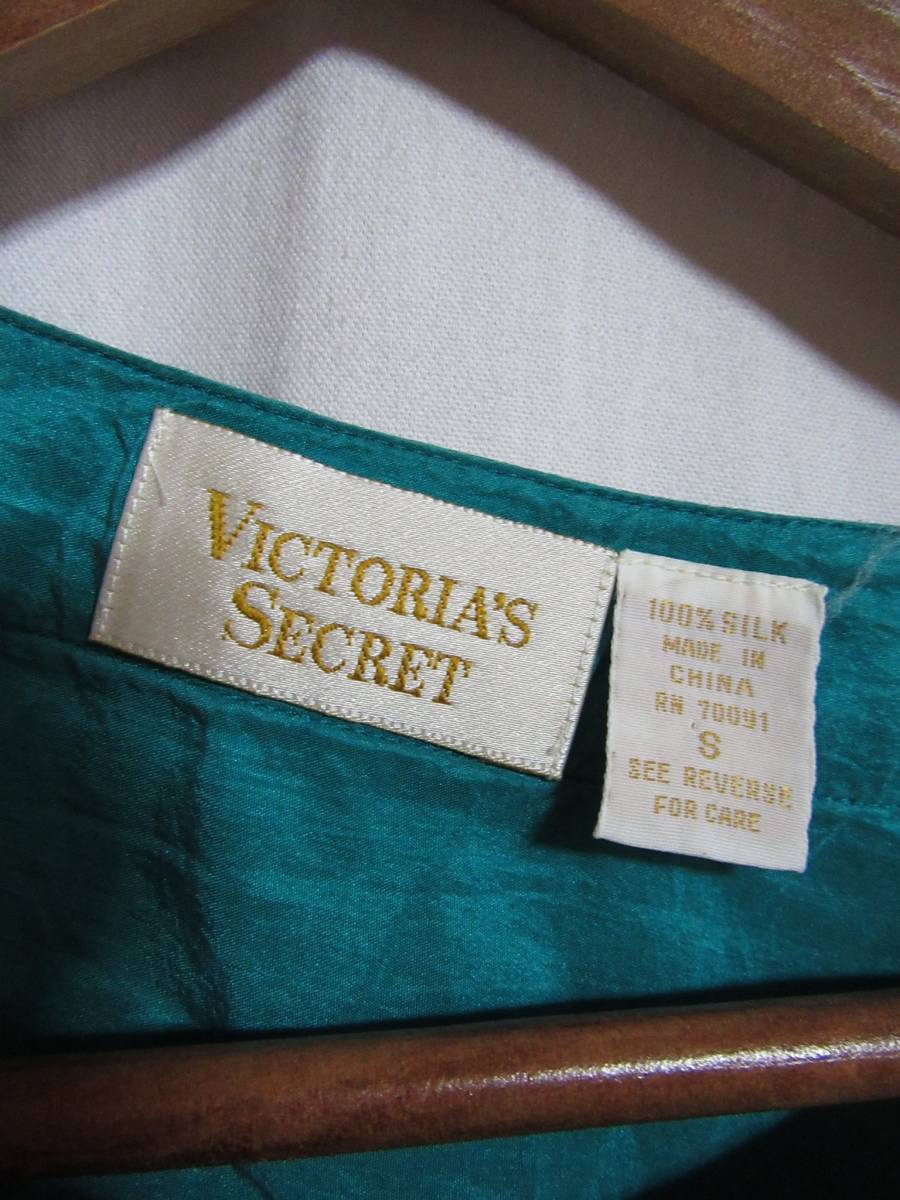 VICTORIA'S
SECRET
100% SILK
MADE IN
CHINA
RN 70091
S
SEE REVERSE
FOR CARE